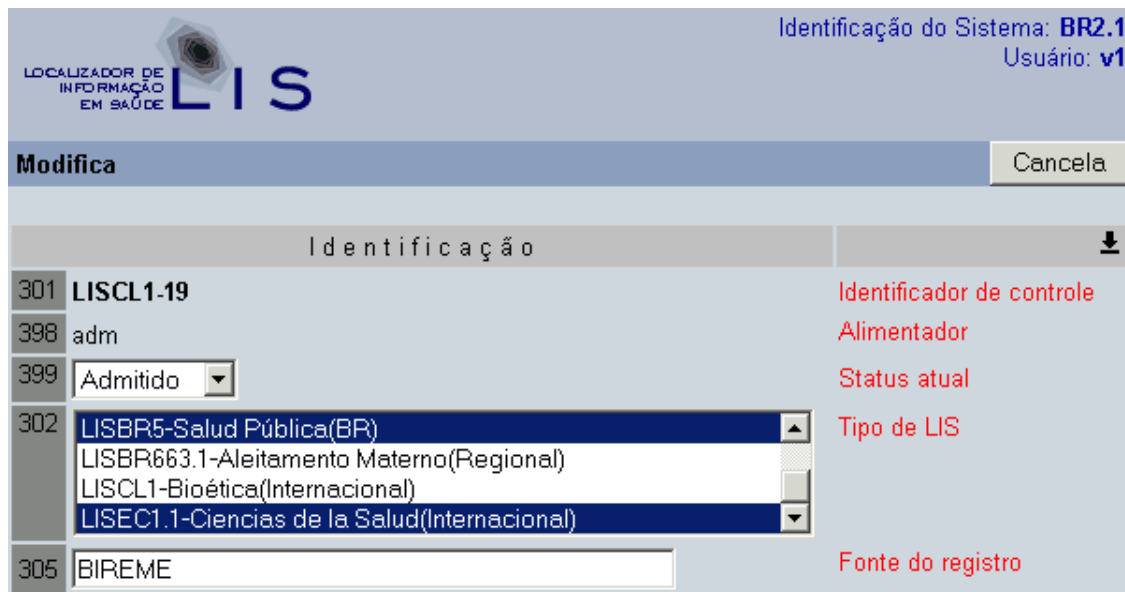 Identificação do Sistema: BR2.1
Usuário: v1
LOCALIZADOR DE
INFORMAÇÃO
EM SAÚDE
LIS
Modifica
Cancela
Identificação
301 LISCL1-19 Identificador de controle
398 adm Alimentador
399 Admitido Status atual
302 LISBR5-Salud Pública(BR) Tipo de LIS
LISBR663.1-Aleitamento Materno(Regional)
LISCL1-Bioética(Internacional)
LISEC1.1-Ciencias de la Salud(Internacional)
305 BIREME Fonte do registro